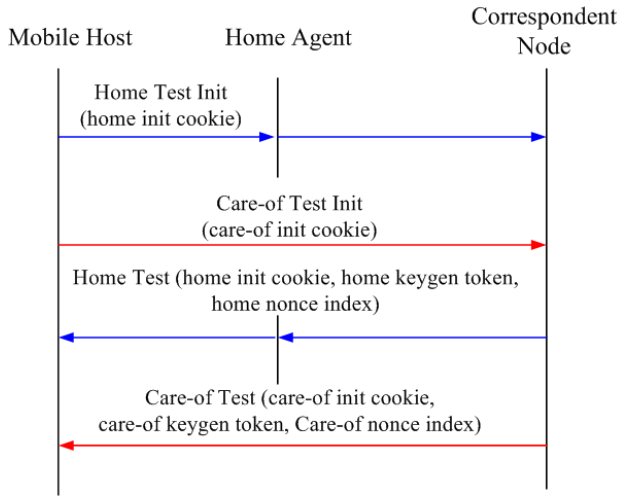 Mobile Host
Home Agent
Correspondent
Node
Home Test Init
(home init cookie)
Care-of Test Init
(care-of init cookie)
Home Test (home init cookie, home keygen token,
home nonce index)
Care-of Test (care-of init cookie,
care-of keygen token, Care-of nonce index)